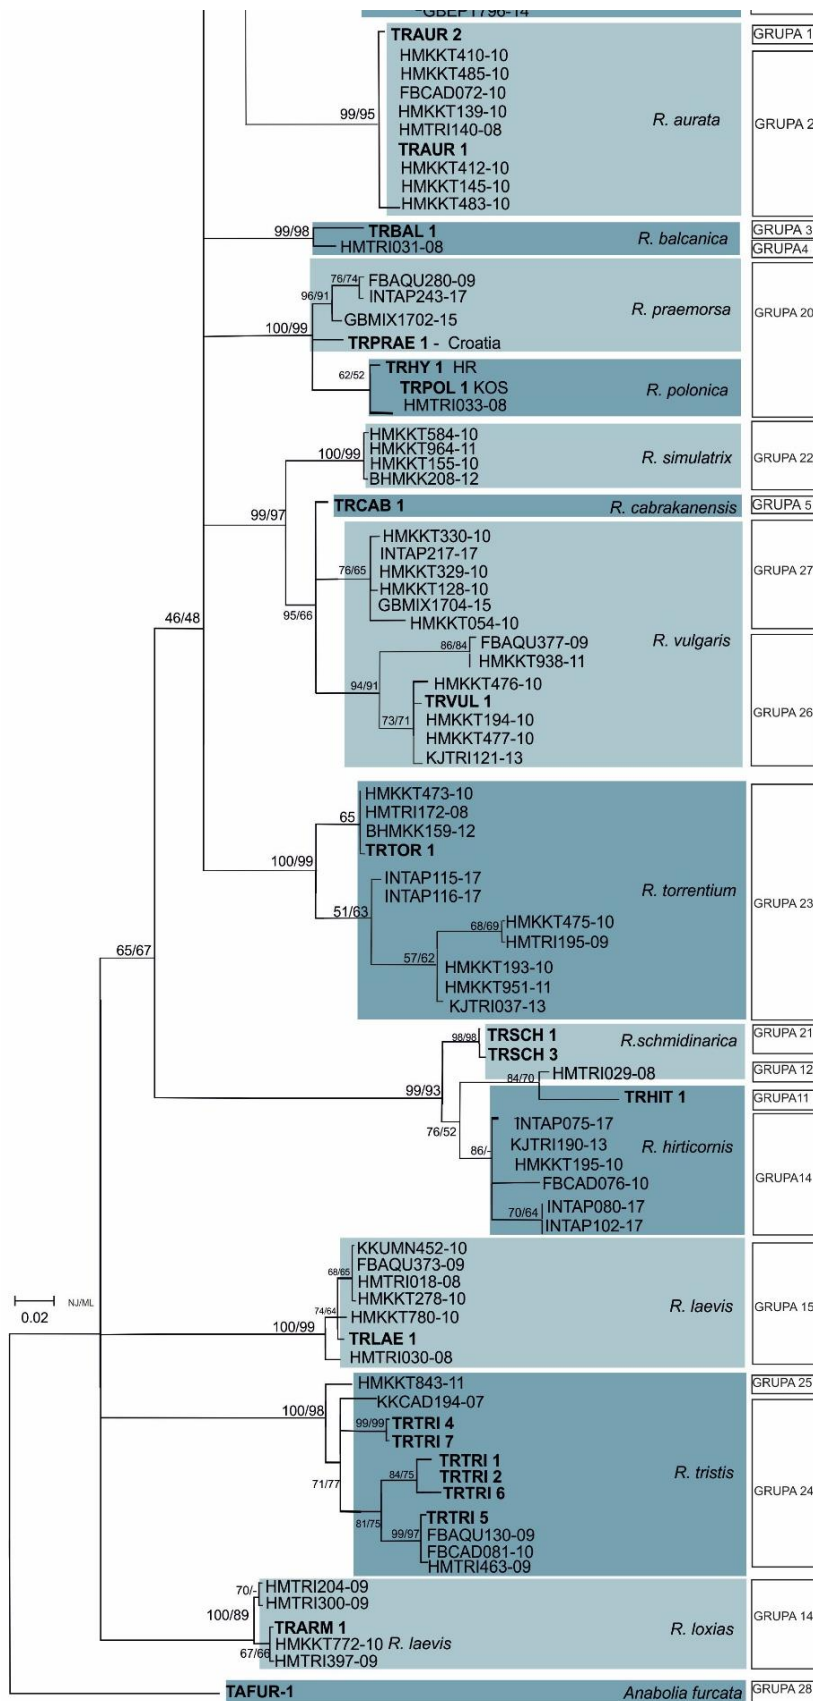 GBEPT796-14
TRAUR 2
GRUPA 1
HMKKT410-10
HMKKT485-10
FBCAD072-10
HMKKT139-10
99/95
R. aurata
GRUPA 2
HMTRI140-08
TRAUR 1
HMKKT412-10
HMKKT145-10
HMKKT483-10
99/98
TRBAL 1
R. balcanica
GRUPA 3
HMTRI031-08
GRUPA4
76/74
FBAQU280-09
96/91
INTAP243-17
R. praemorsa
GRUPA 20
GBMIX1702-15
100/99
TRPRAE 1 - Croatia
62/52
TRHY 1 HR
TRPOL 1 KOS
R. polonica
HMTRI033-08
HMKKT584-10
HMKKT964-11
100/99
HMKKT155-10
R. simulatrix
GRUPA 22
BHMKK208-12
TRCAB 1
R. cabrakanensis
GRUPA 5
99/97
HMKKT330-10
INTAP217-17
76/65
HMKKT329-10
GRUPA 27
HMKKT128-10
GBMIX1704-15
46/48
95/66
HMKKT054-10
86/84
FBAQU377-09
R. vulgaris
HMKKT938-11
94/91
HMKKT476-10
TRVUL 1
GRUPA 26
73/71
HMKKT194-10
HMKKT477-10
KJTRI121-13
HMKKT473-10
65
HMTRI172-08
BHMKK159-12
TRTOR 1
100/99
INTAP115-17
INTAP116-17
R. torrentium
GRUPA 23
51/63
68/69
HMKKT475-10
HMTRI195-09
65/67
57/62
HMKKT193-10
HMKKT951-11
KJTRI037-13
98/98
TRSCH 1
R.schmidinarica
GRUPA 21
TRSCH 3
84/70
HMTRI029-08
GRUPA 12
99/93
TRHIT 1
GRUPA11
76/52
INTAP075-17
KJTRI190-13
R. hirticornis
86/-
HMKKT195-10
GRUPA14
FBCAD076-10
70/64
INTAP080-17
INTAP102-17
KKUMN452-10
68/65
FBAQU373-09
HMTRI018-08
0.02
NJ/ML
HMKKT278-10
R. laevis
GRUPA 15
74/64
HMKKT780-10
100/99
TRLAE 1
HMTRI030-08
HMKKT843-11
GRUPA 25
100/98
KKCAD194-07
99/99
TRTRI 4
TRTRI 7
71/77
TRTRI 1
84/75
TRTRI 2
R. tristis
TRTRI 6
GRUPA 24
81/75
TRTRI 5
99/97
FBAQU130-09
FBCAD081-10
HMTRI463-09
70/-
HMTRI204-09
HMTRI300-09
100/89
TRARM 1
R. loxias
GRUPA 14
HMKKT772-10 R. laevis
67/66
HMTRI397-09
TAFUR-1
Anabolia furcata
GRUPA 28